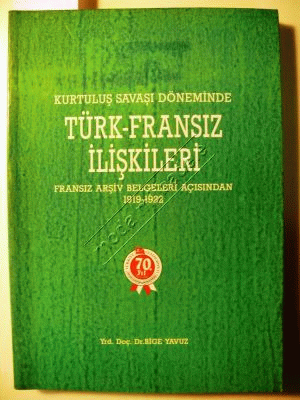 KURTULUŞ SAVAŞI DÖNEMİNDE
TÜRK-FRANSIZ
İLİŞKİLERİ
FRANSIZ ARŞİV BELGELERİ AÇISINDAN
1919-1922
70.
Yıl
Yrd. Doç. Dr. BİGE YAVUZ